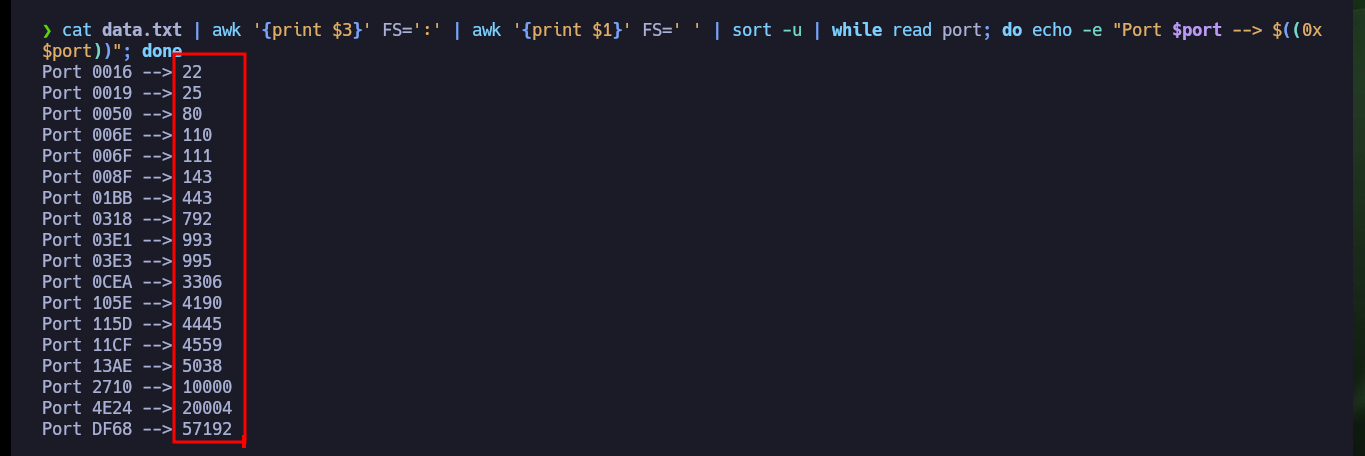 ❯ cat data.txt | awk '{print $3}' FS=':' | awk '{print $1}' FS=' ' | sort -u | while read port; do echo -e "Port $port --> $((0x
$port))"; done
Port 0016 --> 22
Port 0019 --> 25
Port 0050 --> 80
Port 006E --> 110
Port 006F --> 111
Port 008F --> 143
Port 01BB --> 443
Port 0318 --> 792
Port 03E1 --> 993
Port 03E3 --> 995
Port 0CEA --> 3306
Port 105E --> 4190
Port 115D --> 4445
Port 11CF --> 4559
Port 13AE --> 5038
Port 2710 --> 10000
Port 4E24 --> 20004
Port DF68 --> 57192